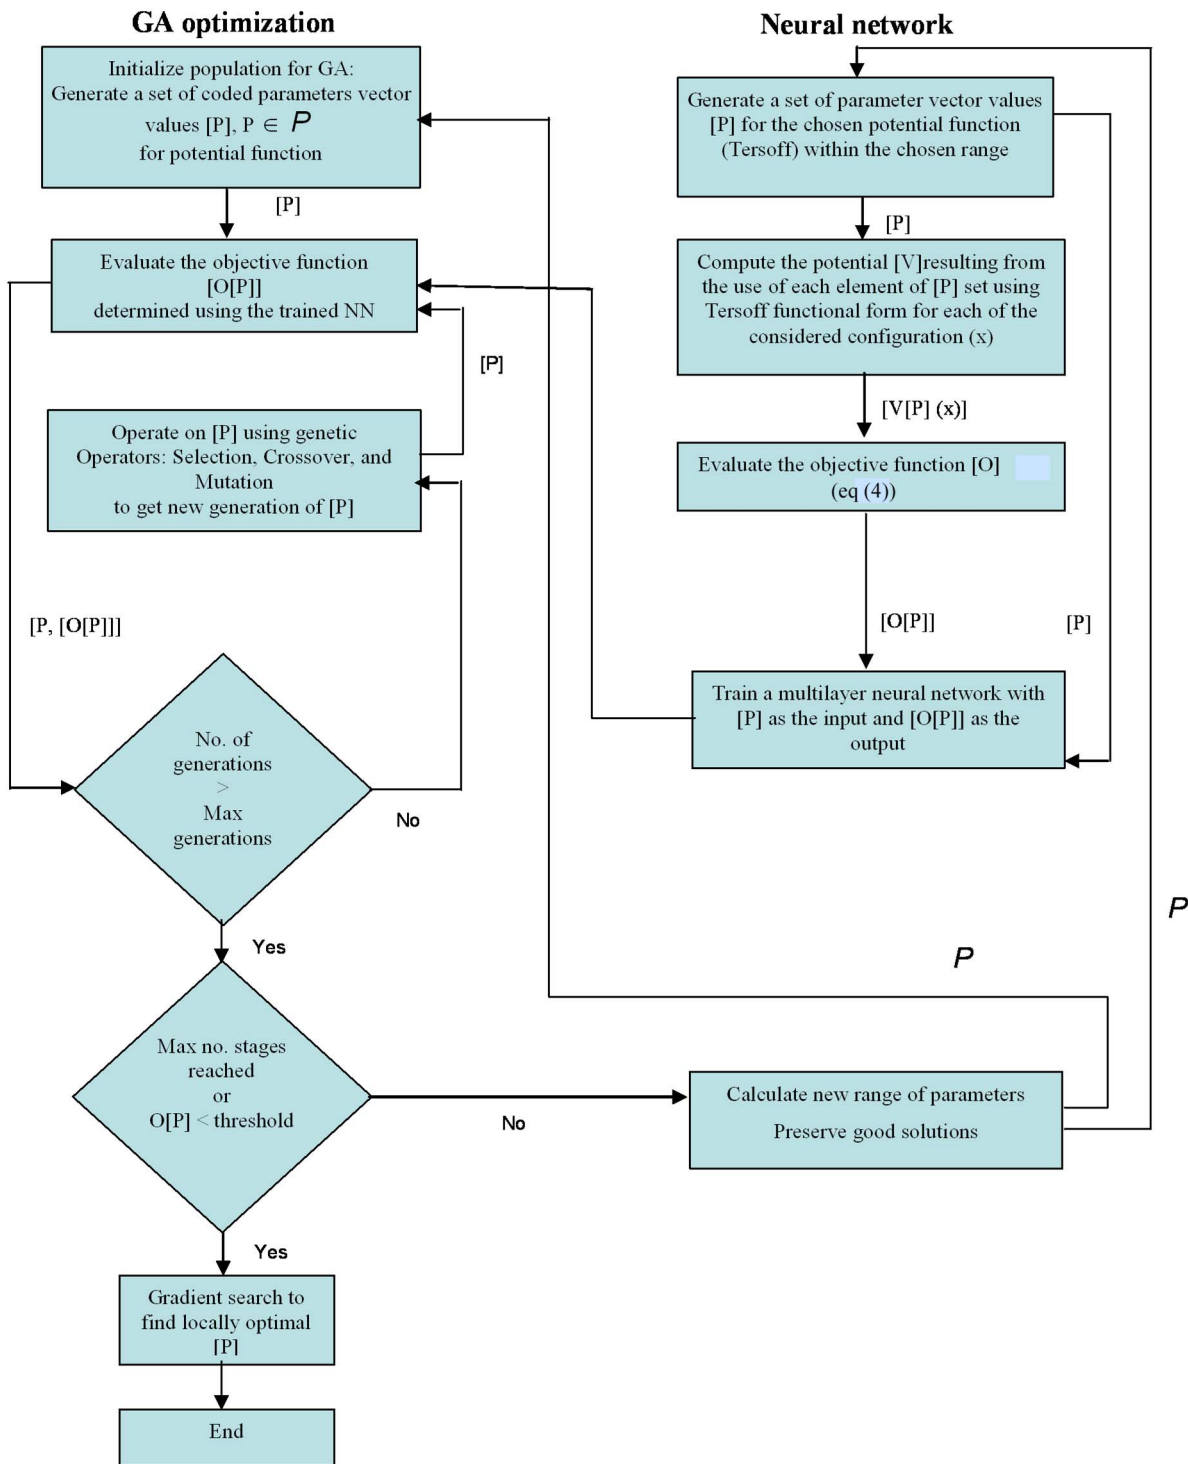 GA optimization
Initialize population for GA:
Generate a set of coded parameters vector
values [P], P ∈ P
for potential function
[P]
Evaluate the objective function
[O[P]]
determined using the trained NN
[P]
Operate on [P] using genetic
Operators: Selection, Crossover, and
Mutation
to get new generation of [P]
[P, [O[P]]]
No. of
generations
>
Max
generations
No
Yes
Max no. stages
reached
or
O[P] < threshold
No
Yes
Gradient search to
find locally optimal
[P]
End
Neural network
Generate a set of parameter vector values
[P] for the chosen potential function
(Tersoff) within the chosen range
[P]
Compute the potential [V]resulting from
the use of each element of [P] set using
Tersoff functional form for each of the
considered configuration (x)
[V[P] (x)]
Evaluate the objective function [O]
(eq (4))
[O[P]]
[P]
Train a multilayer neural network with
[P] as the input and [O[P]] as the
output
P
P
Calculate new range of parameters
Preserve good solutions